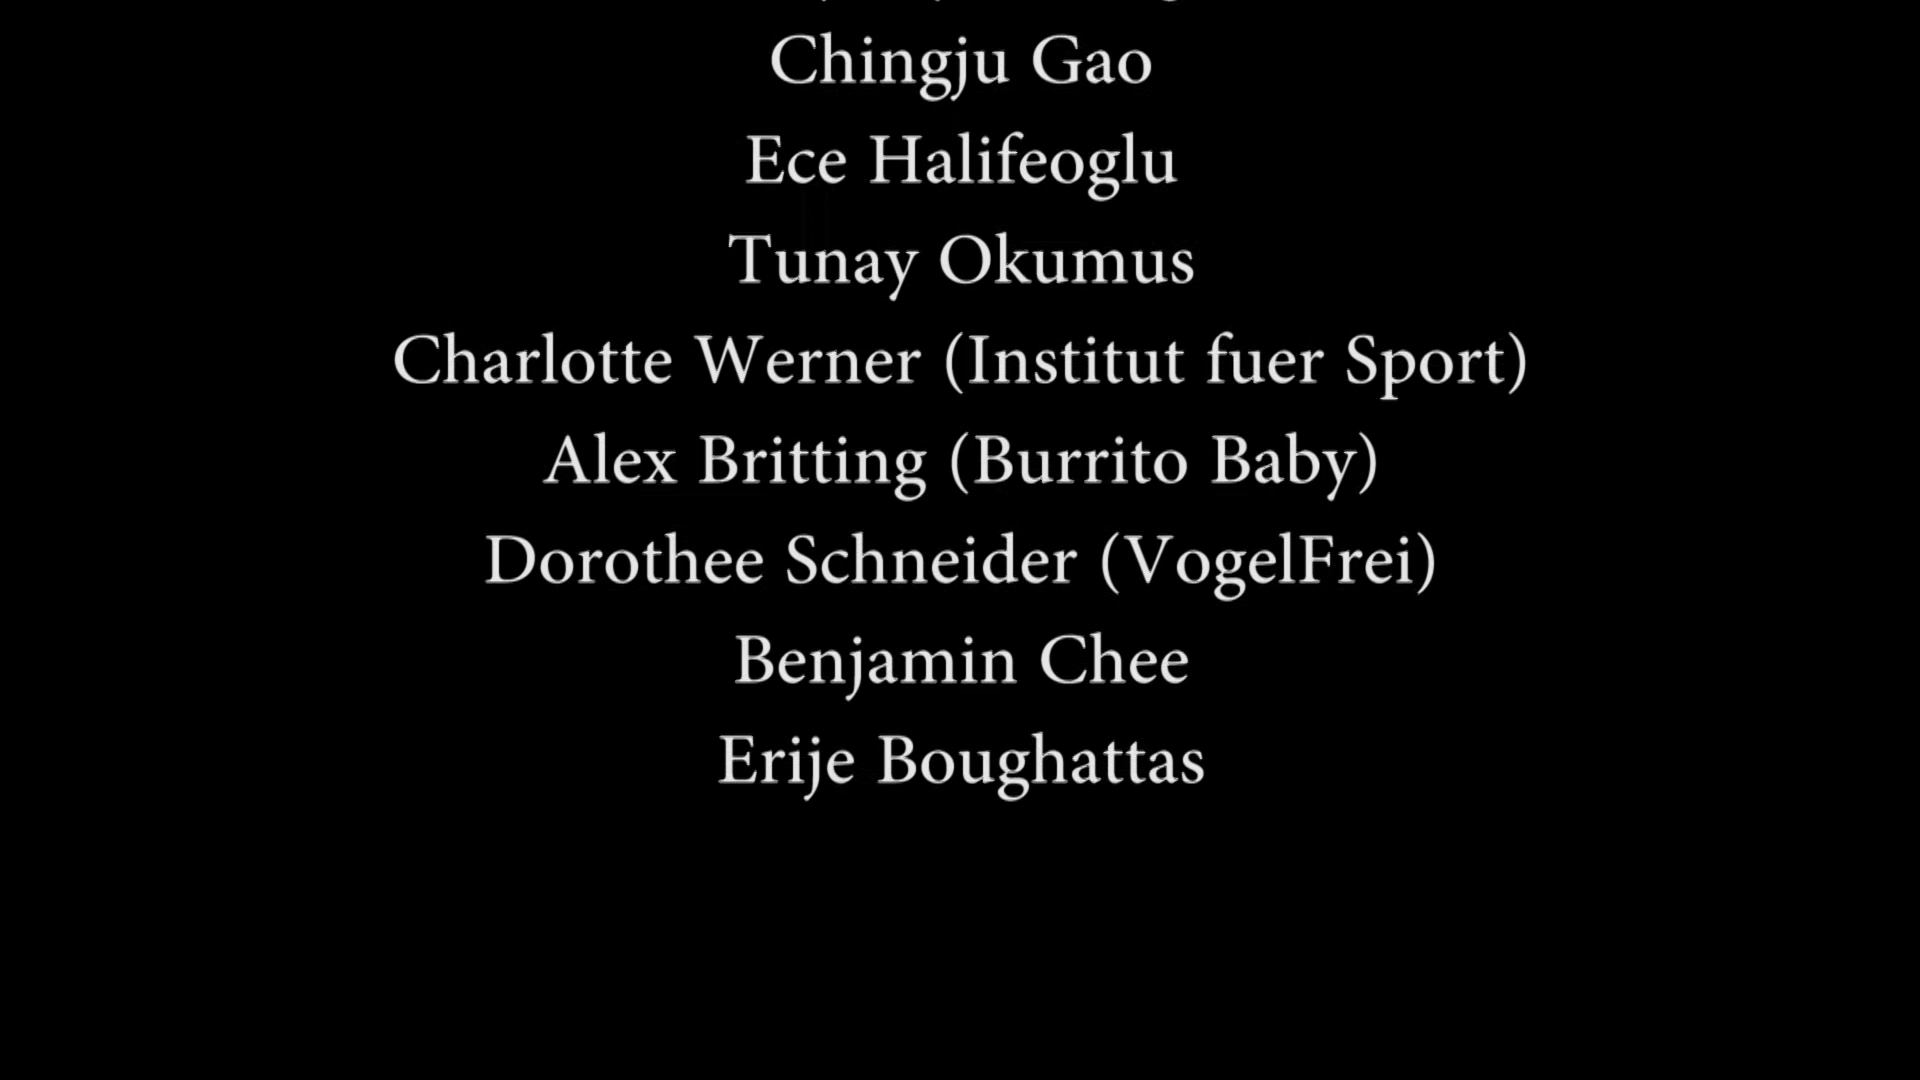 Chingju Gao
Ece Halifeoglu
Tunay Okumus
Charlotte Werner (Institut fuer Sport)
Alex Britting (Burrito Baby)
Dorothee Schneider (VogelFrei)
Benjamin Chee
Erije Boughattas